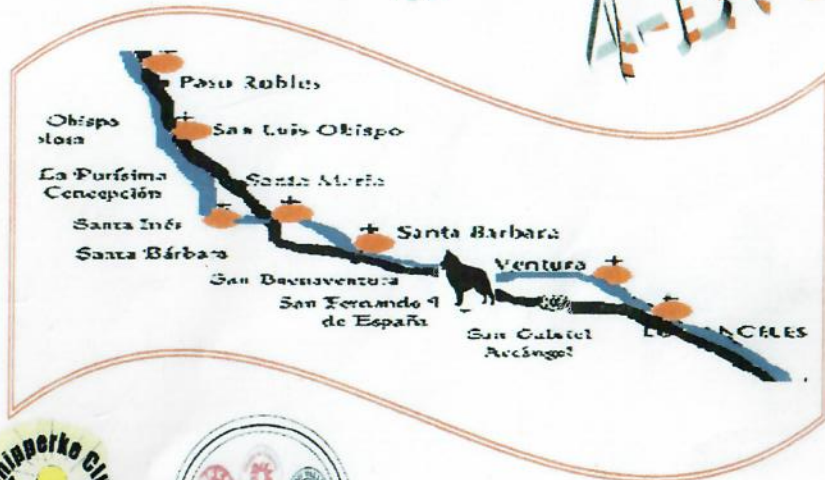 Paso Robles
Obispo
San Luis Obispo
La Purísima
Concepción
Santa María
Santa Inés
Santa Bárbara
Santa Barbara
San Buenaventura
Ventura
San Fernando
de España
San Gabriel
Arcángel